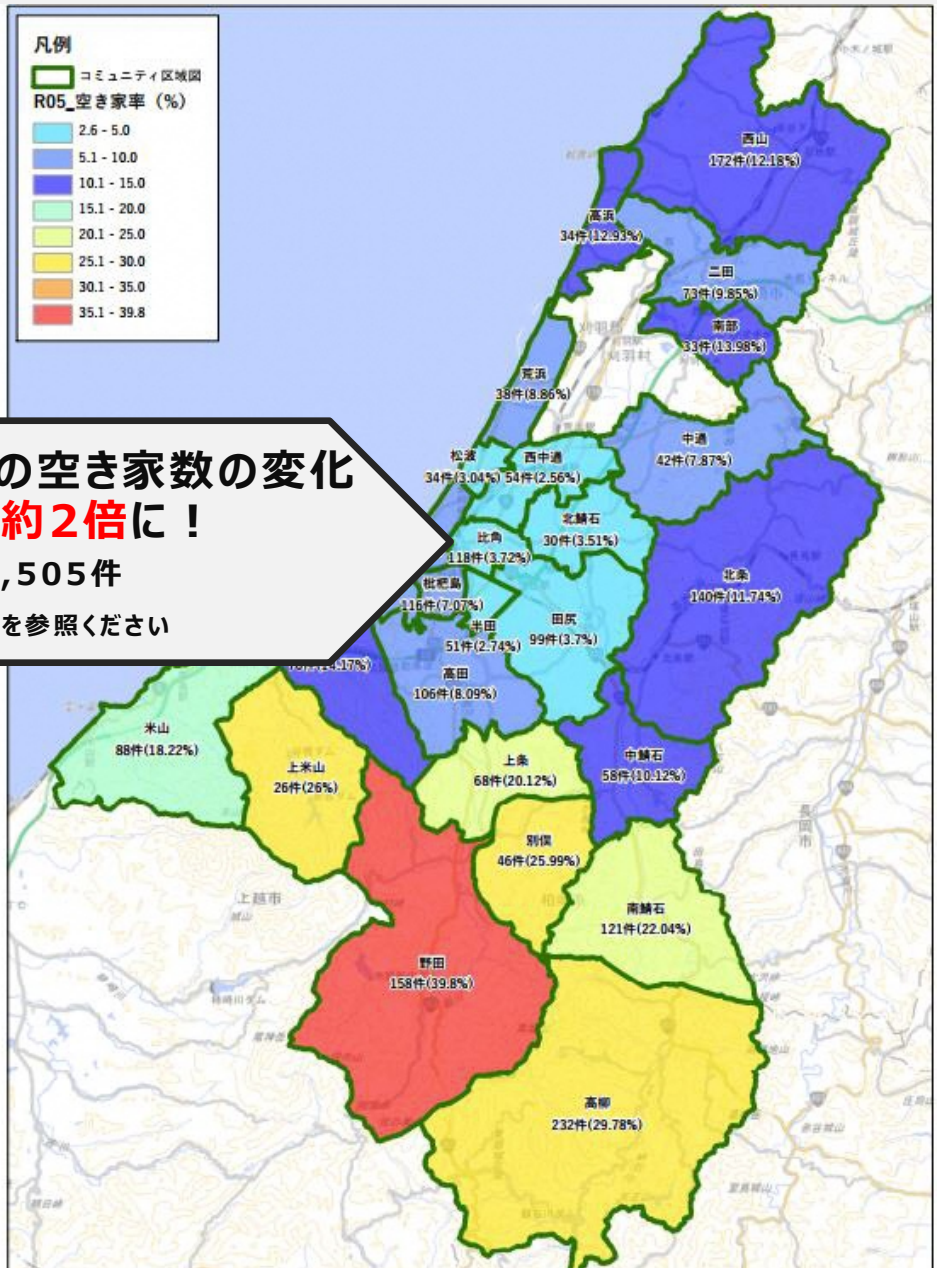 凡例
コミュニティ区域図
R05_空き家率（%）
2.6 - 5.0
5.1 - 10.0
10.1 - 15.0
15.1 - 20.0
20.1 - 25.0
25.1 - 30.0
30.1 - 35.0
35.1 - 39.8
西山
172件(12.18%)
高浜
34件(12.93%)
二田
73件(9.85%)
南部
33件(13.98%)
刈羽郡
刈羽村
荒浜
38件(8.86%)
中通
42件(7.87%)
松波
34件(3.04%)
西中通
54件(2.56%)
の空き家数の変化
約2倍に！
,505件
を参照ください
北鯖石
30件(3.51%)
比角
118件(3.72%)
北条
140件(11.74%)
枇杷島
116件(7.07%)
半田
51件(2.74%)
田尻
99件(3.7%)
高田
106件(8.09%)
米山
88件(18.22%)
上米山
26件(26%)
上条
68件(20.12%)
中鯖石
58件(10.12%)
別俣
46件(25.99%)
長岡市
上越市
南鯖石
121件(22.04%)
野田
158件(39.8%)
高柳
232件(29.78%)